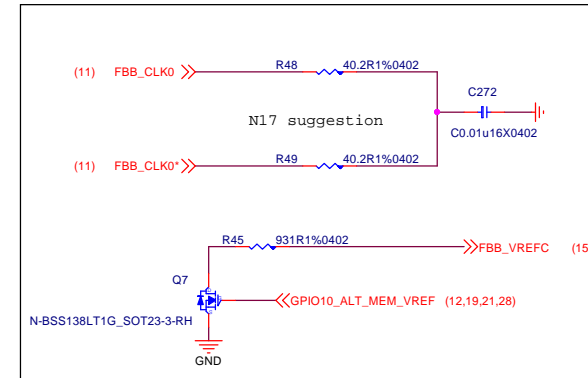 R48
(11) FBB_CLK0 40.2R1%0402
C272
N17 suggestion
C0.01u16X0402
R49 40.2R1%0402
(11) FBB_CLK0*
R45 931R1%0402
FBB_VREFC (15
Q7
GPIO10_ALT_MEM_VREF (12,19,21,28)
N-BSS138LT1G_SOT23-3-RH
GND